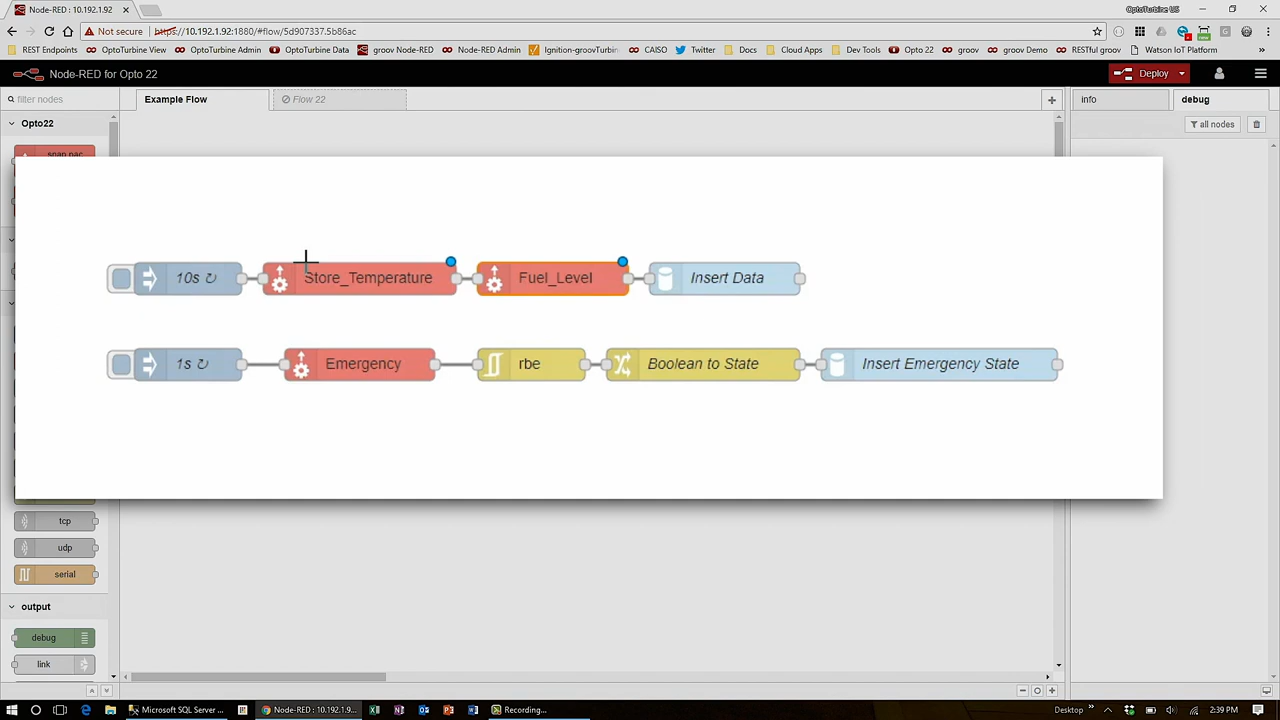 Node-RED : 10.192.1.92
OptoTurbine US
Not secure https://10.192.1.92:1880/#flow/5d907337.5b86ac
REST Endpoints OptoTurbine View OptoTurbine Admin OptoTurbine Data groov Node-RED Node-RED Admin Ignition-groovTurbin CAISO Twitter Docs Cloud Apps Dev Tools Opto 22 groov groov Demo RESTful groov Watson IoT Platform
Node-RED for Opto 22 Deploy
filter nodes Example Flow Flow 22 info debug
Opto22 all nodes
snap pac
10s ↻ Store_Temperature Fuel_Level Insert Data
1s ↻ Emergency rbe Boolean to State Insert Emergency State
tcp
udp
serial
output
debug
link
Microsoft SQL Server ... Node-RED : 10.192.1.9... Recording... Desktop 2:39 PM